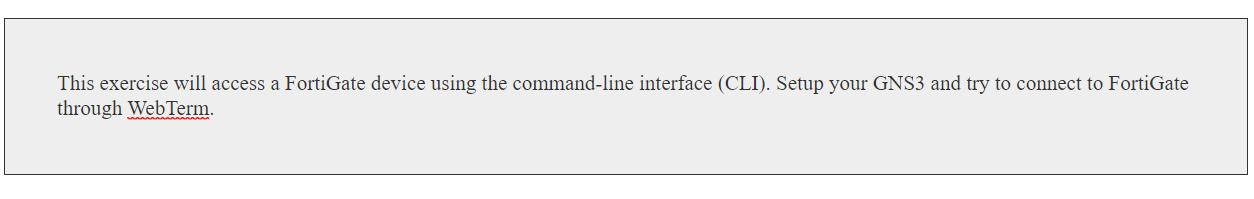 This exercise will access a FortiGate device using the command-line interface (CLI). Setup your GNS3 and try to connect to FortiGate
through WebTerm.